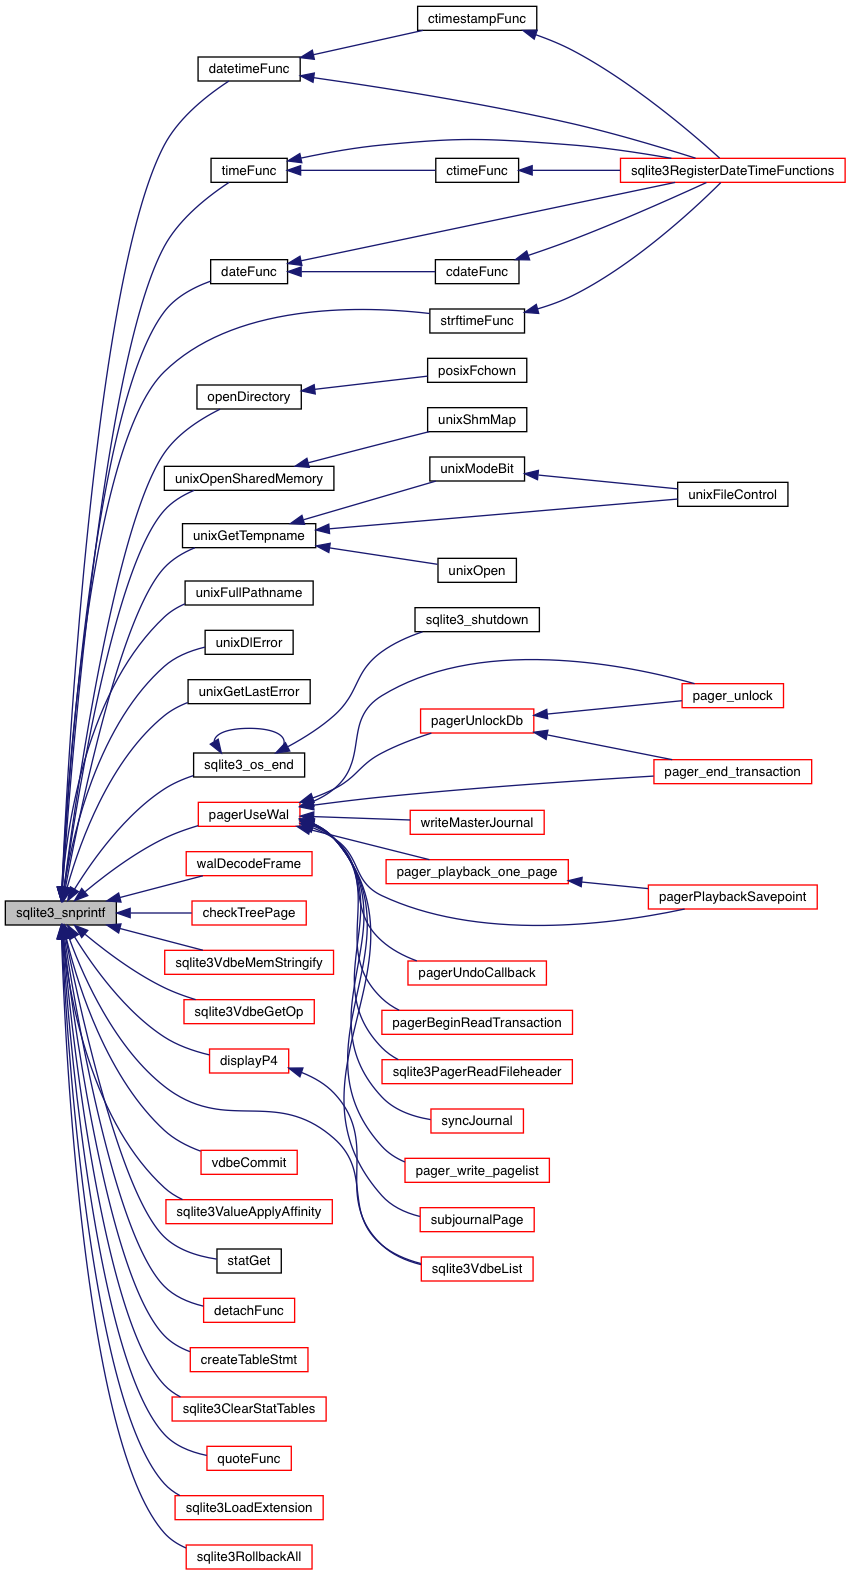 ctimestampFunc
datetimeFunc
timeFunc
ctimeFunc
sqlite3RegisterDateTimeFunctions
dateFunc
cdateFunc
strftimeFunc
posixFchown
openDirectory
unixShmMap
unixOpenSharedMemory
unixModeBit
unixFileControl
unixGetTempname
unixOpen
unixFullPathname
sqlite3_shutdown
unixDlError
unixGetLastError
pager_unlock
pagerUnlockDb
sqlite3_os_end
pager_end_transaction
pagerUseWal
writeMasterJournal
walDecodeFrame
pager_playback_one_page
pagerPlaybackSavepoint
sqlite3_snprintf
checkTreePage
sqlite3VdbeMemStringify
pagerUndoCallback
sqlite3VdbeGetOp
pagerBeginReadTransaction
displayP4
sqlite3PagerReadFileheader
syncJournal
vdbeCommit
pager_write_pagelist
sqlite3ValueApplyAffinity
subjournalPage
statGet
sqlite3VdbeList
detachFunc
createTableStmt
sqlite3ClearStatTables
quoteFunc
sqlite3LoadExtension
sqlite3RollbackAll